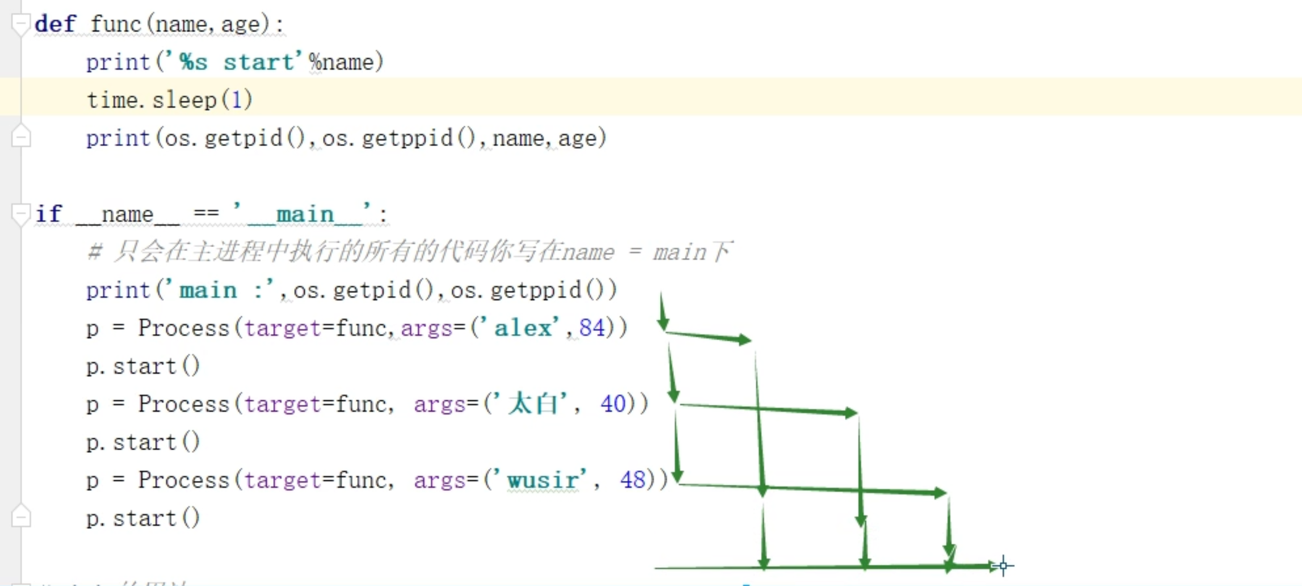 def func(name,age):
print('%s start'%name)
time.sleep(1)
print(os.getpid(),os.getppid(),name,age)
if __name__ == '__main__':
# 只会在主进程中执行的所有的代码你写在name = main下
print('main :',os.getpid(),os.getppid())
p = Process(target=func,args=('alex',84))
p.start()
p = Process(target=func, args=('太白', 40))
p.start()
p = Process(target=func, args=('wusir', 48))
p.start()